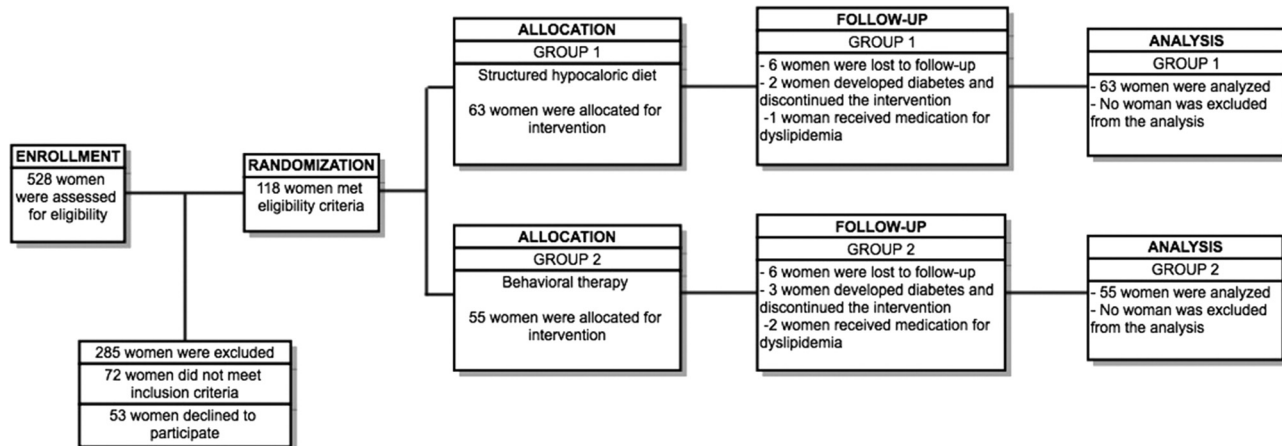 ENROLLMENT
528 women
were assessed
for eligibility
285 women were excluded
72 women did not meet
inclusion criteria
53 women declined to
participate
RANDOMIZATION
118 women met
eligibility criteria
ALLOCATION
GROUP 1
Structured hypocaloric diet
63 women were allocated for
intervention
FOLLOW-UP
GROUP 1
- 6 women were lost to follow-up
- 2 women developed diabetes and
discontinued the intervention
-1 woman received medication for
dyslipidemia
ANALYSIS
GROUP 1
- 63 women were analyzed
- No woman was excluded
from the analysis
ALLOCATION
GROUP 2
Behavioral therapy
55 women were allocated for
intervention
FOLLOW-UP
GROUP 2
- 6 women were lost to follow-up
- 3 women developed diabetes and
discontinued the intervention
-2 women received medication for
dyslipidemia
ANALYSIS
GROUP 2
- 55 women were analyzed
- No woman was excluded
from the analysis